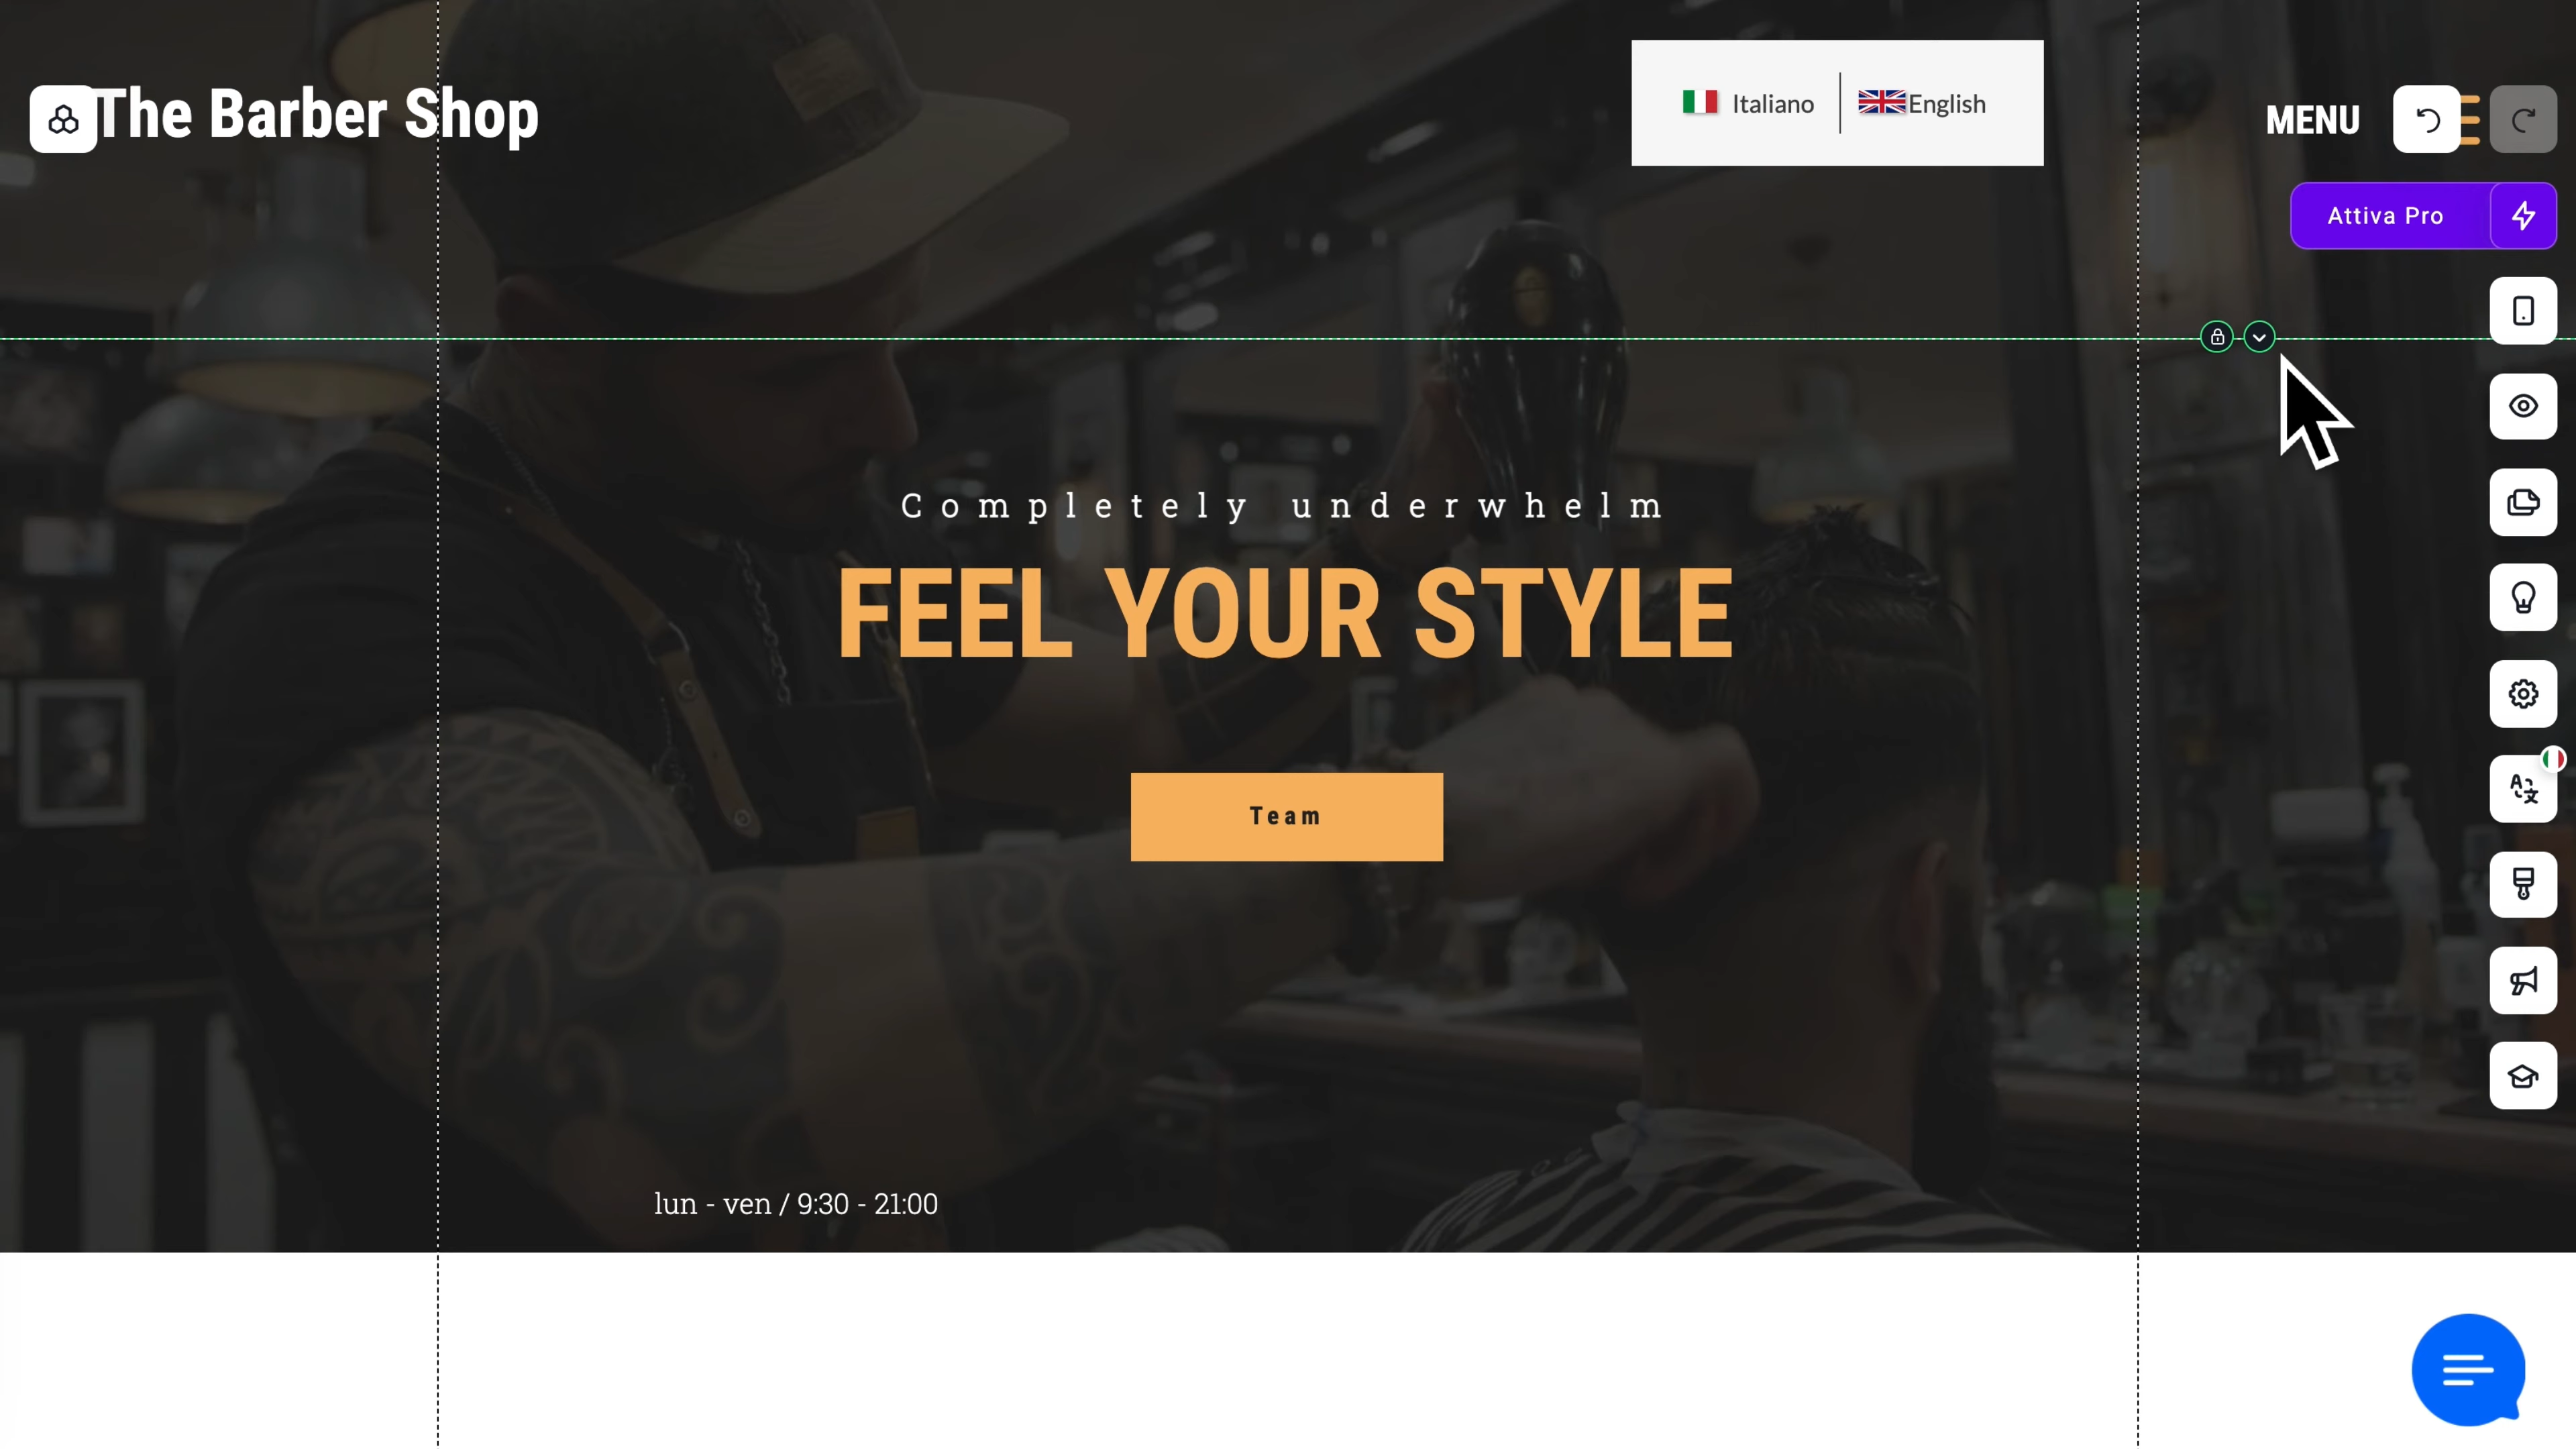 The Barber Shop
Italiano
English
MENU
Attiva Pro
Completely underwhelm
FEEL YOUR STYLE
Team
lun - ven / 9:30 - 21:00